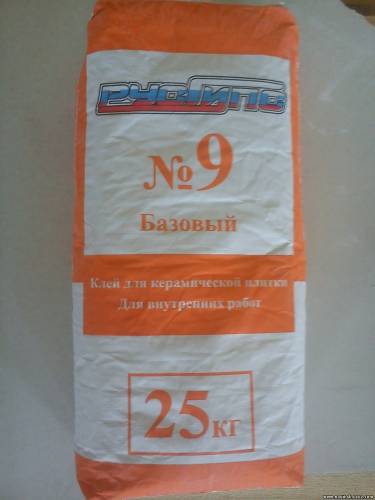 РУСГИПС
№9
Базовый
Клей для керамической плитки
Для внутренних работ
25кг